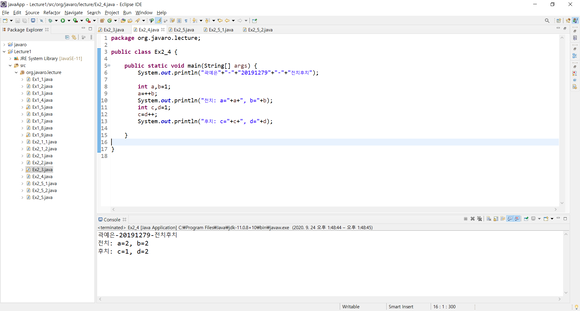 javaApp - Lecture1/src/org/javaro/lecture/Ex2_4.java - Eclipse IDE
File Edit Source Refactor Navigate Search Project Run Window Help
Package Explorer
javaro
Lecture1
JRE System Library [JavaSE-11]
src
org.javaro.lecture
Ex1_1.java
Ex1_2.java
Ex1_3.java
Ex1_4.java
Ex1_5.java
Ex1_6.java
Ex1_7.java
Ex1_8.java
Ex1_9.java
Ex2_1_1.java
Ex2_1_2.java
Ex2_1.java
Ex2_2.java
Ex2_3.java
Ex2_4.java
Ex2_5_1.java
Ex2_5_2.java
Ex2_5.java
Ex2_3.java Ex2_4.java Ex2_5.java Ex2_5_1.java Ex2_5_2.java
1 package org.javaro.lecture;
2
3 public class Ex2_4 {
4
5 public static void main(String[] args) {
6 System.out.println("곽예은"+"-"+"20191279"+"-"+"전치후치");
7
8 int a,b=1;
9 a=++b;
10 System.out.println("전치: a="+a+", b="+b);
11 int c,d=1;
12 c=d++;
13 System.out.println("후치: c="+c+", d="+d);
14
15 }
16
17 }
18
Console
<terminated> Ex2_4 [Java Application] C:₩Program Files₩Java₩jdk-11.0.8+10₩bin₩javaw.exe (2020. 9. 24 오후 1:48:44 – 오후 1:48:45)
곽예은-20191279-전치후치
전치: a=2, b=2
후치: c=1, d=2
Writable Smart Insert 16 : 1 : 300